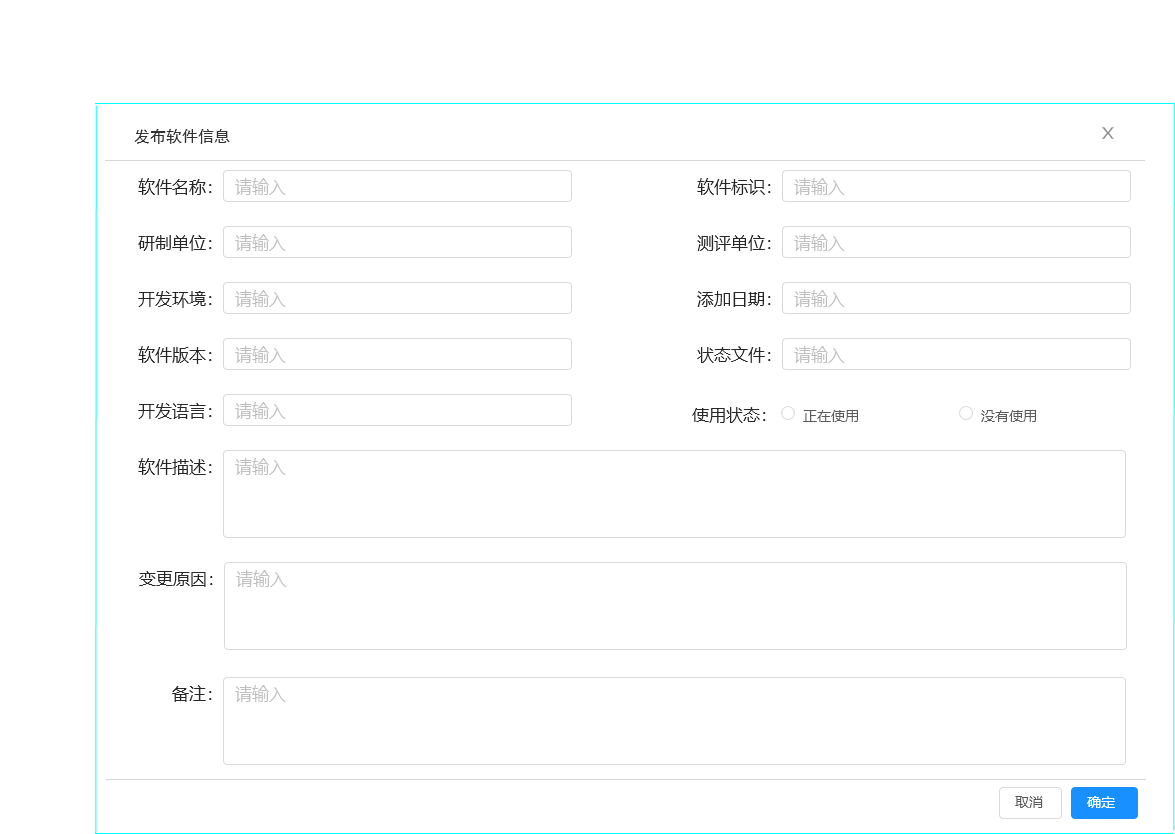 发布软件信息 X
软件名称： 请输入 软件标识： 请输入
研制单位： 请输入 测评单位： 请输入
开发环境： 请输入 添加日期： 请输入
软件版本： 请输入 状态文件： 请输入
开发语言： 请输入 使用状态： 正在使用 没有使用
软件描述： 请输入
变更原因： 请输入
备注： 请输入
取消 确定